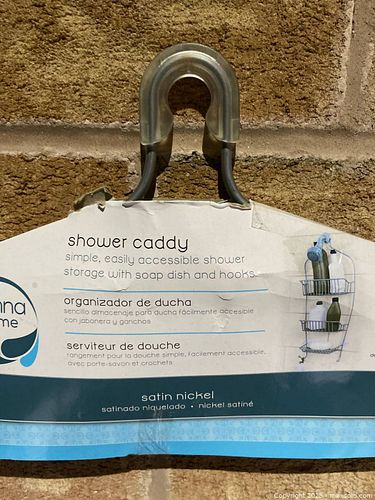 shower caddy
simple, easily accessible shower
storage with soap dish and hooks
organizador de ducha
sencillo almacenaje para ducha fácilmente accesible
con jabonera y ganchos
serviteur de douche
rangement pour la douche simple, facilement accessible,
avec porte-savon et crochets
satin nickel
satinado niquelado • nickel satiné